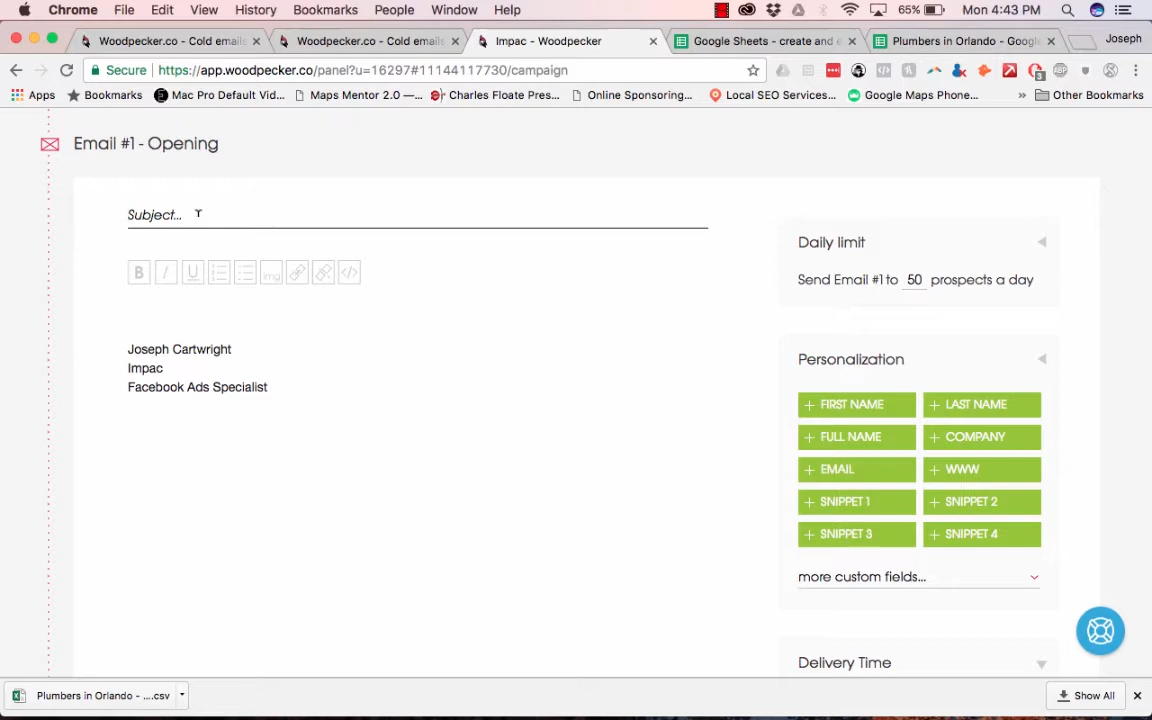 Chrome File Edit View History Bookmarks People Window Help 65% Mon 4:43 PM
Woodpecker.co - Cold emails Woodpecker.co - Cold emails Impac - Woodpecker Google Sheets - create and e Plumbers in Orlando - Google Joseph
Secure https://app.woodpecker.co/panel?u=16297#11144117730/campaign
Apps Bookmarks Mac Pro Default Vid... Maps Mentor 2.0 —... Charles Floate Pres... Online Sponsoring... Local SEO Services... Google Maps Phone... » Other Bookmarks
Email #1 - Opening
Subject...
B I U img </>
Joseph Cartwright
Impac
Facebook Ads Specialist
Daily limit
Send Email #1 to 50 prospects a day
Personalization
+ FIRST NAME + LAST NAME
+ FULL NAME + COMPANY
+ EMAIL + WWW
+ SNIPPET 1 + SNIPPET 2
+ SNIPPET 3 + SNIPPET 4
more custom fields...
Delivery Time
Plumbers in Orlando - ....csv Show All